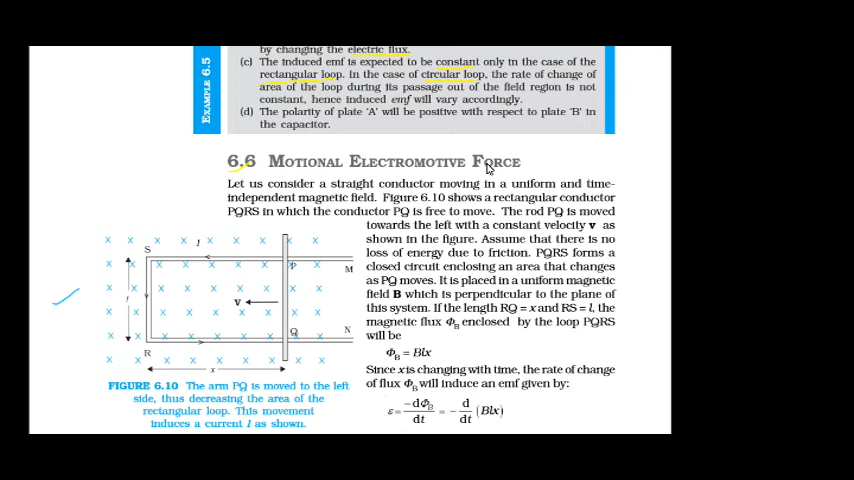 by changing the electric flux.
(c) The induced emf is expected to be constant only in the case of the
rectangular loop. In the case of circular loop, the rate of change of
area of the loop during its passage out of the field region is not
constant, hence induced emf will vary accordingly.
(d) The polarity of plate 'A' will be positive with respect to plate 'B' in
the capacitor.
EXAMPLE 6.5
6.6 MOTIONAL ELECTROMOTIVE FORCE
Let us consider a straight conductor moving in a uniform and time-
independent magnetic field. Figure 6.10 shows a rectangular conductor
PQRS in which the conductor PQ is free to move. The rod PQ is moved
towards the left with a constant velocity v as
shown in the figure. Assume that there is no
loss of energy due to friction. PQRS forms a
closed circuit enclosing an area that changes
as PQ moves. It is placed in a uniform magnetic
field B which is perpendicular to the plane of
this system. If the length RQ = x and RS = l, the
magnetic flux Φ_B enclosed by the loop PQRS
will be
Φ_B = Blx
Since x is changing with time, the rate of change
of flux Φ_B will induce an emf given by:
ε = -dΦ_B/dt = - d/dt (Blx)
S
I
P
M
l
v
Q
N
R
x
FIGURE 6.10 The arm PQ is moved to the left
side, thus decreasing the area of the
rectangular loop. This movement
induces a current I as shown.